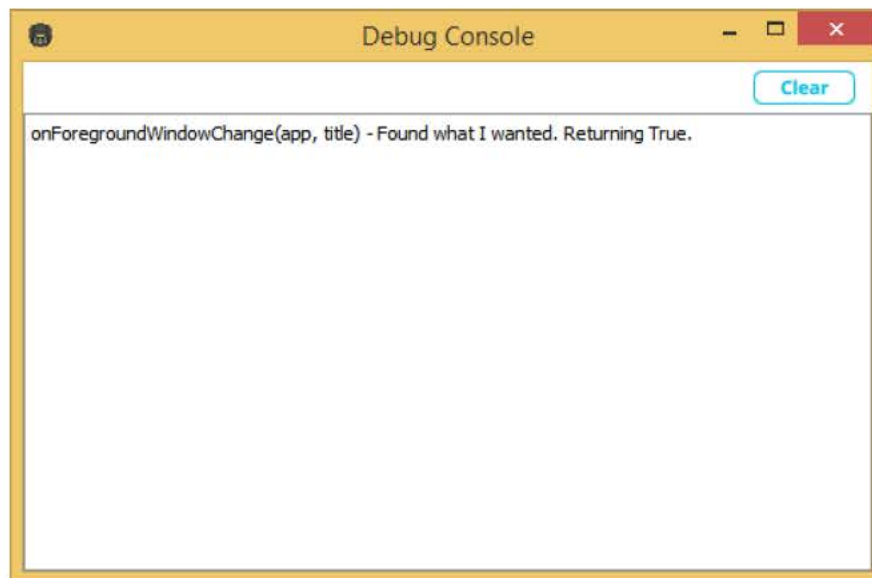 Debug Console
Clear
onForegroundWindowChange(app, title) - Found what I wanted. Returning True.